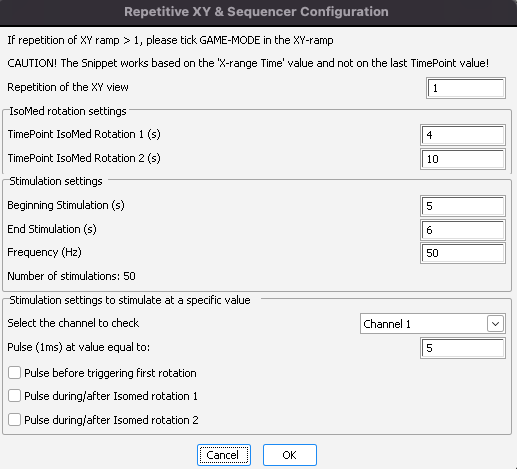 Repetitive XY & Sequencer Configuration
If repetition of XY ramp > 1, please tick GAME-MODE in the XY-ramp
CAUTION! The Snippet works based on the 'X-range Time' value and not on the last TimePoint value!
Repetition of the XY view 1
IsoMed rotation settings
TimePoint IsoMed Rotation 1 (s) 4
TimePoint IsoMed Rotation 2 (s) 10
Stimulation settings
Beginning Stimulation (s) 5
End Stimulation (s) 6
Frequency (Hz) 50
Number of stimulations: 50
Stimulation settings to stimulate at a specific value
Select the channel to check Channel 1
Pulse (1ms) at value equal to: 5
Pulse before triggering first rotation
Pulse during/after Isomed rotation 1
Pulse during/after Isomed rotation 2
Cancel OK